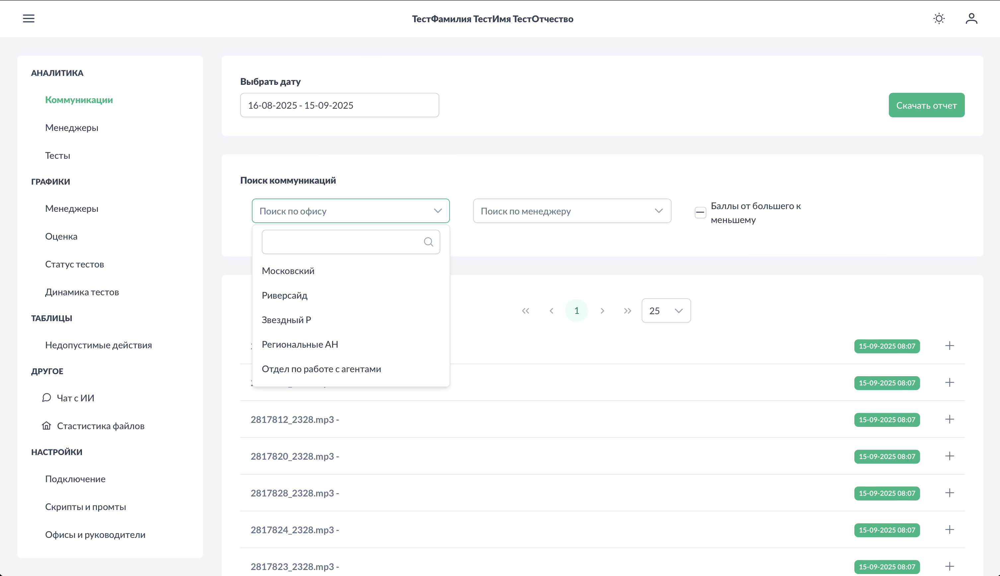 ТестФамилия ТестИмя ТестОтчество
АНАЛИТИКА
Коммуникации
Менеджеры
Тесты
ГРАФИКИ
Менеджеры
Оценка
Статус тестов
Динамика тестов
ТАБЛИЦЫ
Недопустимые действия
ДРУГОЕ
Чат с ИИ
Стастистика файлов
НАСТРОЙКИ
Подключение
Скрипты и промты
Офисы и руководители
Выбрать дату
16-08-2025 - 15-09-2025
Скачать отчет
Поиск коммуникаций
Поиск по офису
Поиск по менеджеру
Баллы от большего к
меньшему
Московский
Риверсайд
Звездный Р
Региональные АН
Отдел по работе с агентами
1
25
15-09-2025 08:07
15-09-2025 08:07
2817812_2328.mp3 -
15-09-2025 08:07
2817820_2328.mp3 -
15-09-2025 08:07
2817828_2328.mp3 -
15-09-2025 08:07
2817824_2328.mp3 -
15-09-2025 08:07
2817823_2328.mp3 -
15-09-2025 08:07